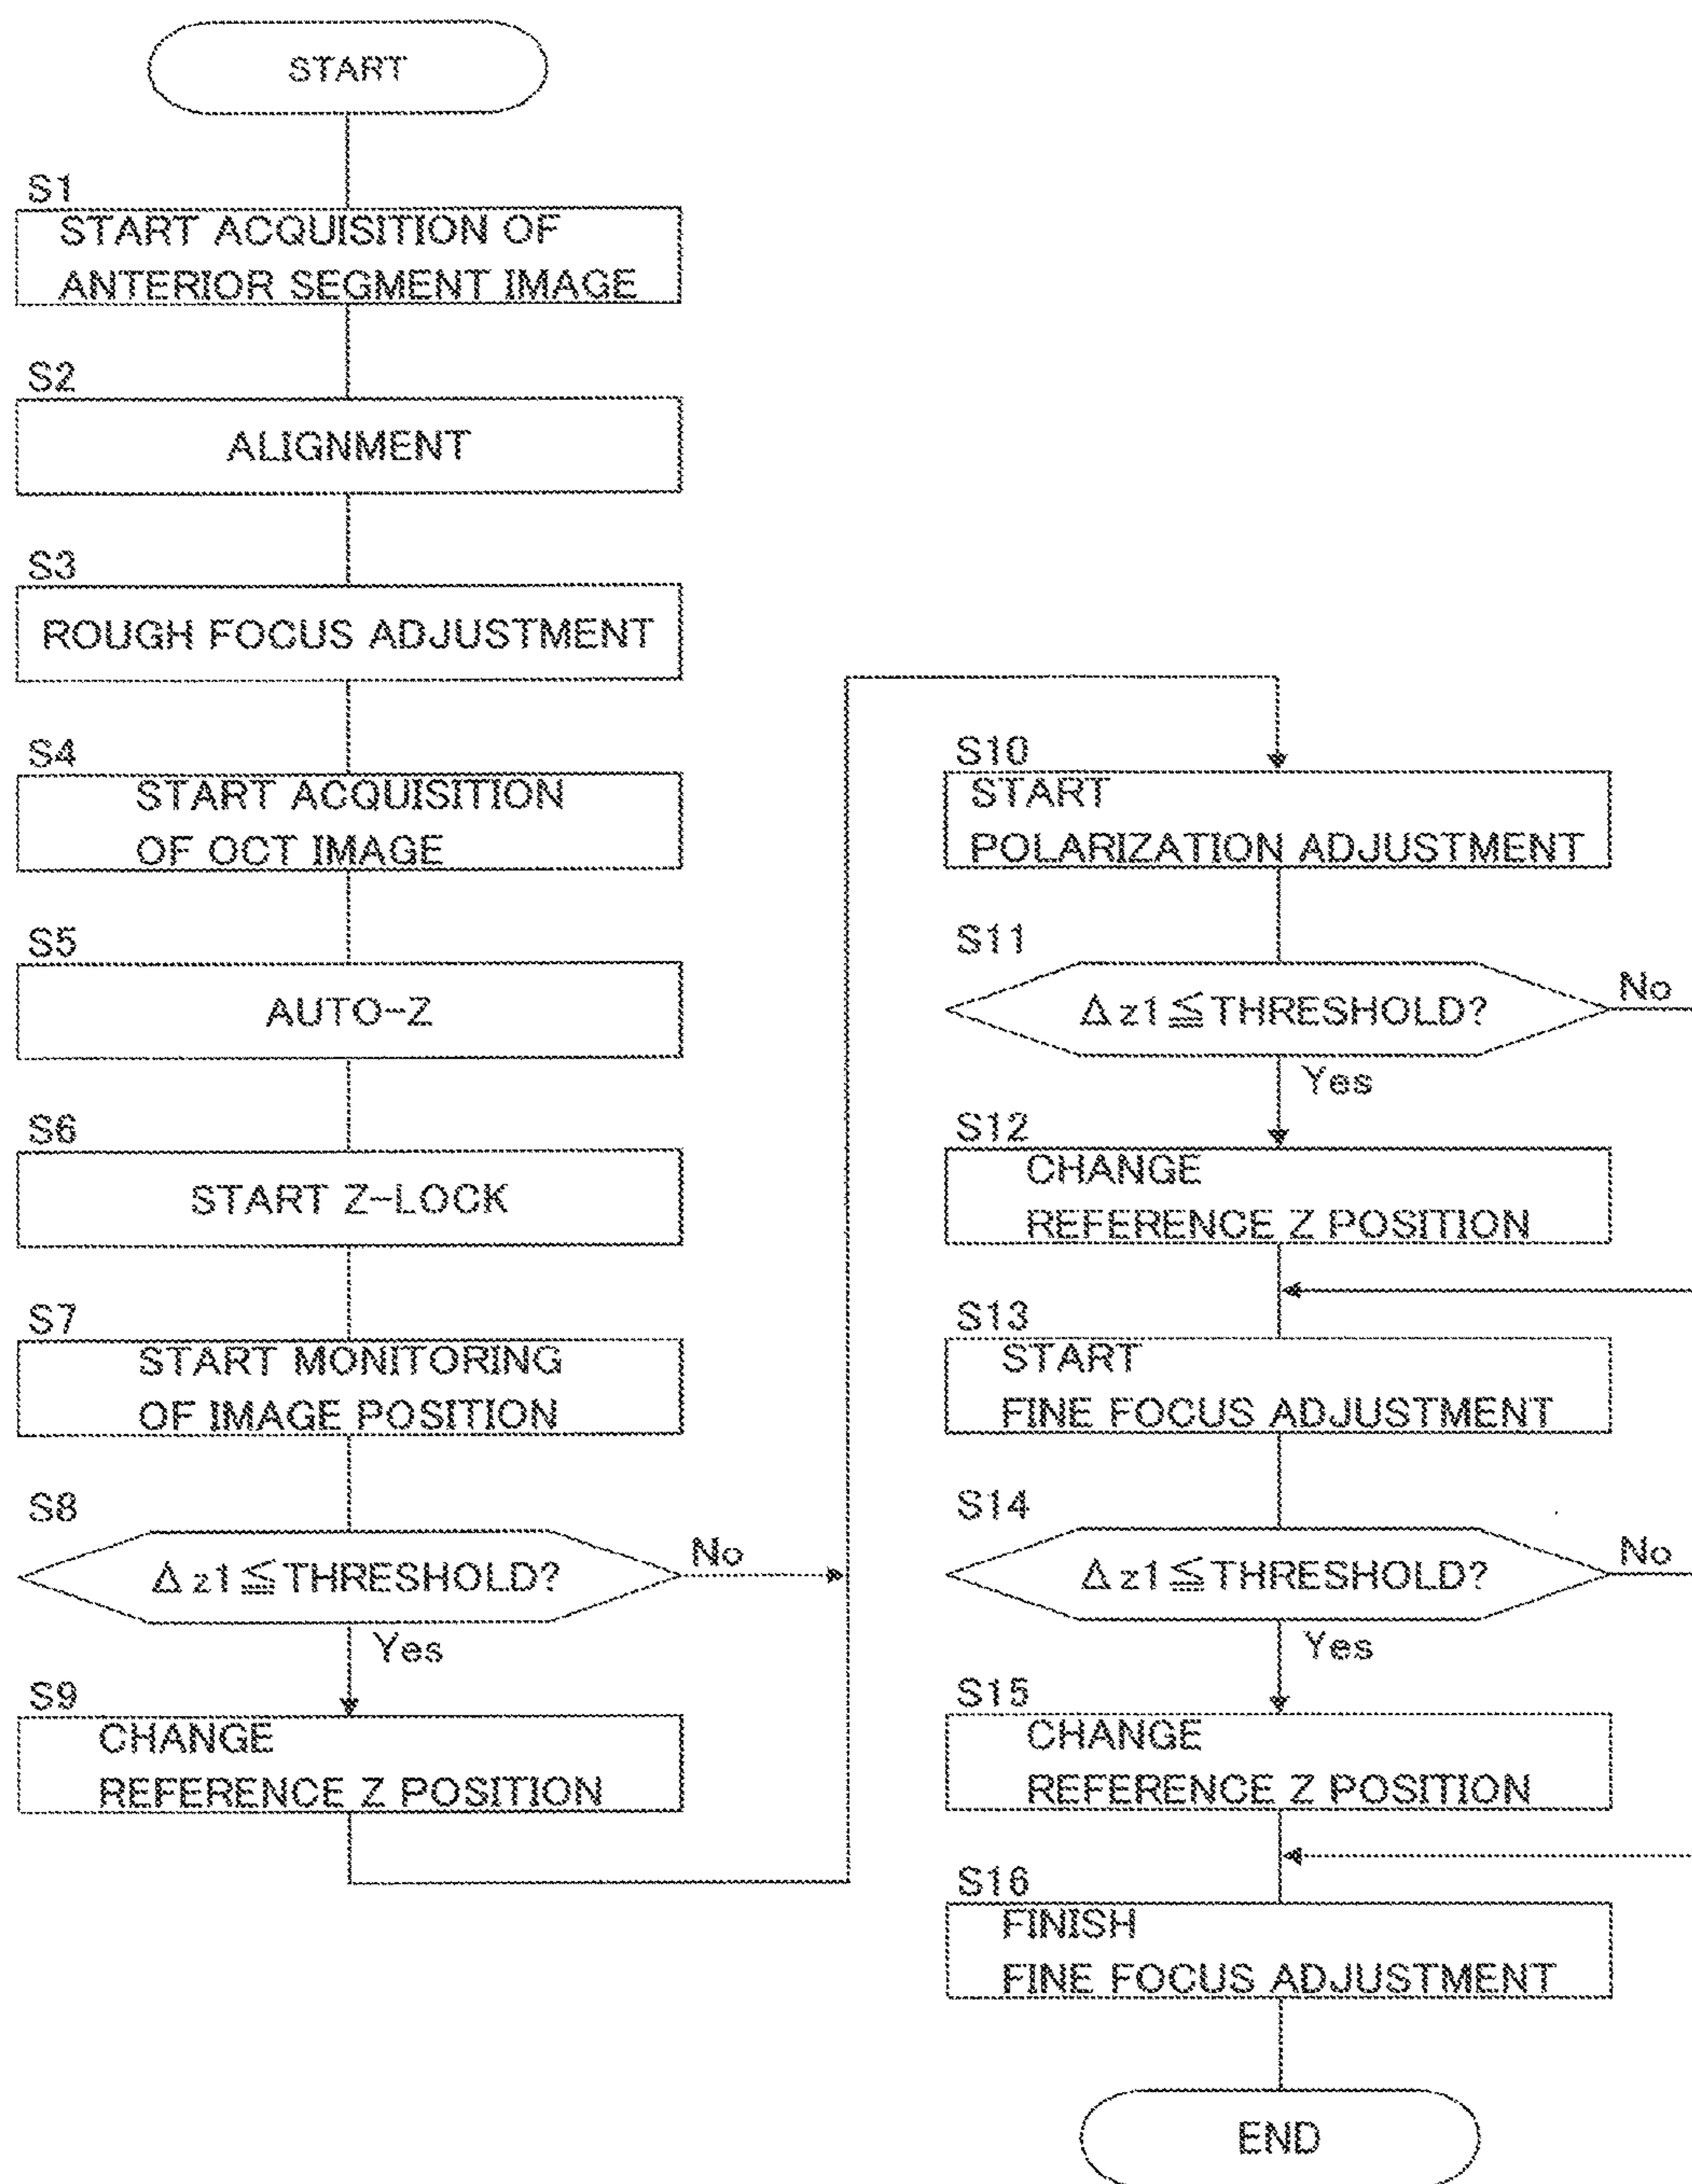 START
S1
START ACQUISITION OF
ANTERIOR SEGMENT IMAGE
S2
ALIGNMENT
S3
ROUGH FOCUS ADJUSTMENT
S4
START ACQUISITION
OF OCT IMAGE
S5
AUTO-Z
S6
START Z-LOCK
S7
START MONITORING
OF IMAGE POSITION
S8
Δz1≦THRESHOLD?
No
Yes
S9
CHANGE
REFERENCE Z POSITION
S10
START
POLARIZATION ADJUSTMENT
S11
Δz1≦THRESHOLD?
No
Yes
S12
CHANGE
REFERENCE Z POSITION
S13
START
FINE FOCUS ADJUSTMENT
S14
Δz1≦THRESHOLD?
No
Yes
S15
CHANGE
REFERENCE Z POSITION
S16
FINISH
FINE FOCUS ADJUSTMENT
END